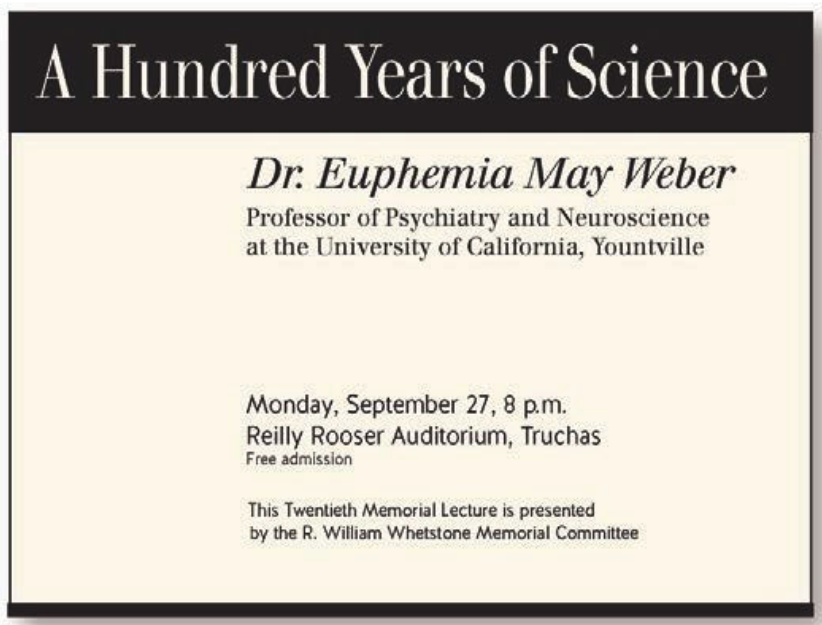 A Hundred Years of Science
Dr. Euphemia May Weber
Professor of Psychiatry and Neuroscience
at the University of California, Yountville
Monday, September 27, 8 p.m.
Reilly Rooser Auditorium, Truchas
Free admission
This Twentieth Memorial Lecture is presented
by the R. William Whetstone Memorial Committee